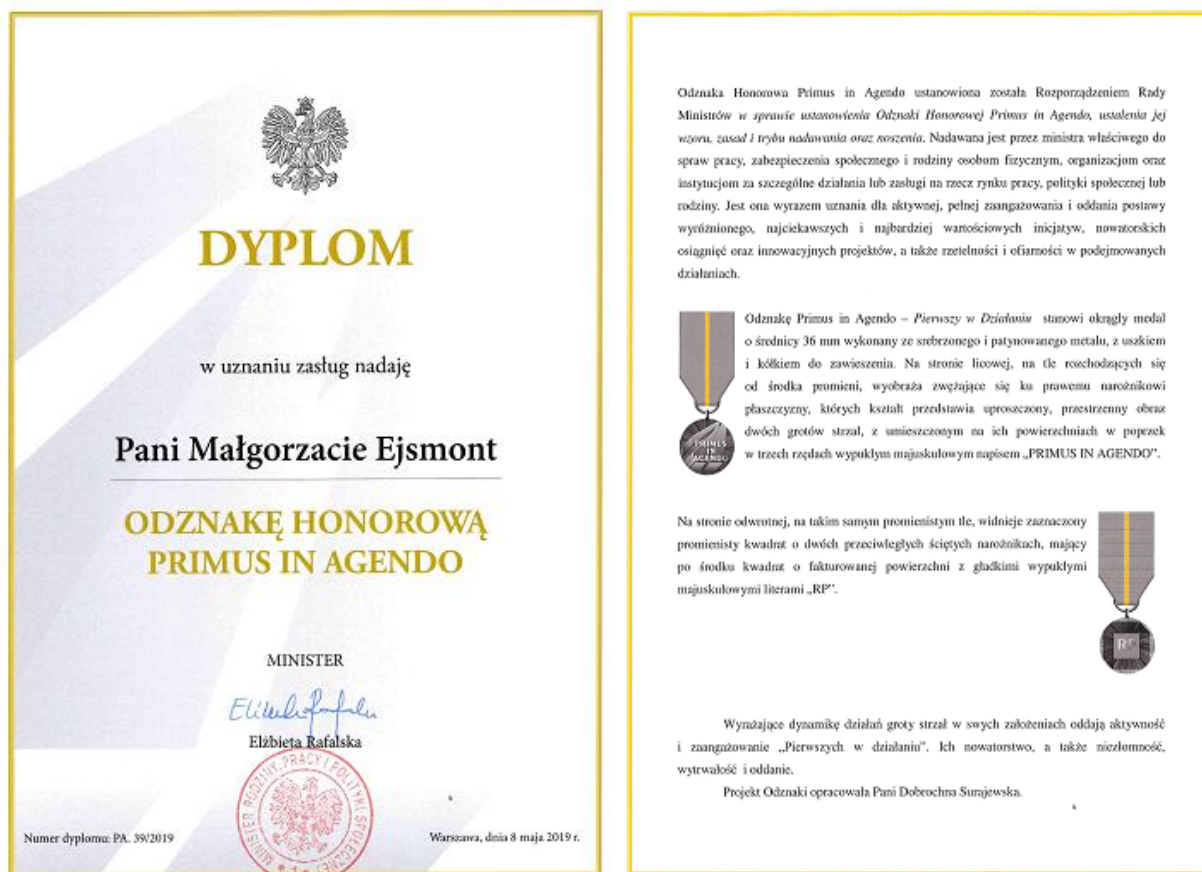 DYPLOM
w uznaniu zasług nadaję
Pani Małgorzacie Ejsmont
ODZNAKĘ HONOROWĄ
PRIMUS IN AGENDO
MINISTER
Elżbieta Rafalska
MINISTER RODZINY, PRACY I POLITYKI SPOŁECZNEJ
Numer dyplomu: PA. 39/2019
Warszawa, dnia 8 maja 2019 r.
Odznaka Honorowa Primus in Agendo ustanowiona została Rozporządzeniem Rady
Ministrów w sprawie ustanowienia Odznaki Honorowej Primus in Agendo, ustalenia jej
wzoru, zasad i trybu nadawania oraz noszenia. Nadawana jest przez ministra właściwego do
spraw pracy, zabezpieczenia społecznego i rodziny osobom fizycznym, organizacjom oraz
instytucjom za szczególne działania lub zasługi na rzecz rynku pracy, polityki społecznej lub
rodziny. Jest ona wyrazem uznania dla aktywnej, pełnej zaangażowania i oddania postawy
wyróżnionego, najciekawszych i najbardziej wartościowych inicjatyw, nowatorskich
osiągnięć oraz innowacyjnych projektów, a także rzetelności i ofiarności w podejmowanych
działaniach.
Odznakę Primus in Agendo – Pierwszy w Działaniu stanowi okrągły medal
o średnicy 36 mm wykonany ze srebrzonego i patynowanego metalu, z uszkiem
i kółkiem do zawieszenia. Na stronie licowej, na tle rozchodzących się
od środka promieni, wyobraża zwężające się ku prawemu narożnikowi
płaszczyzny, których kształt przedstawia uproszczony, przestrzenny obraz
dwóch grotów strzał, z umieszczonym na ich powierzchniach w poprzek
w trzech rzędach wypukłym majuskułowym napisem „PRIMUS IN AGENDO”.
PRIMUS
IN
AGENDO
Na stronie odwrotnej, na takim samym promienistym tle, widnieje zaznaczony
promienisty kwadrat o dwóch przeciwległych ściętych narożnikach, mający
po środku kwadrat o fakturowanej powierzchni z gładkimi wypukłymi
majuskułowymi literami „RP”.
RP
Wyrażające dynamikę działań groty strzał w swych założeniach oddają aktywność
i zaangażowanie „Pierwszych w działaniu”. Ich nowatorstwo, a także niezłomność,
wytrwałość i oddanie.
Projekt Odznaki opracowała Pani Dobrochna Surajewska.